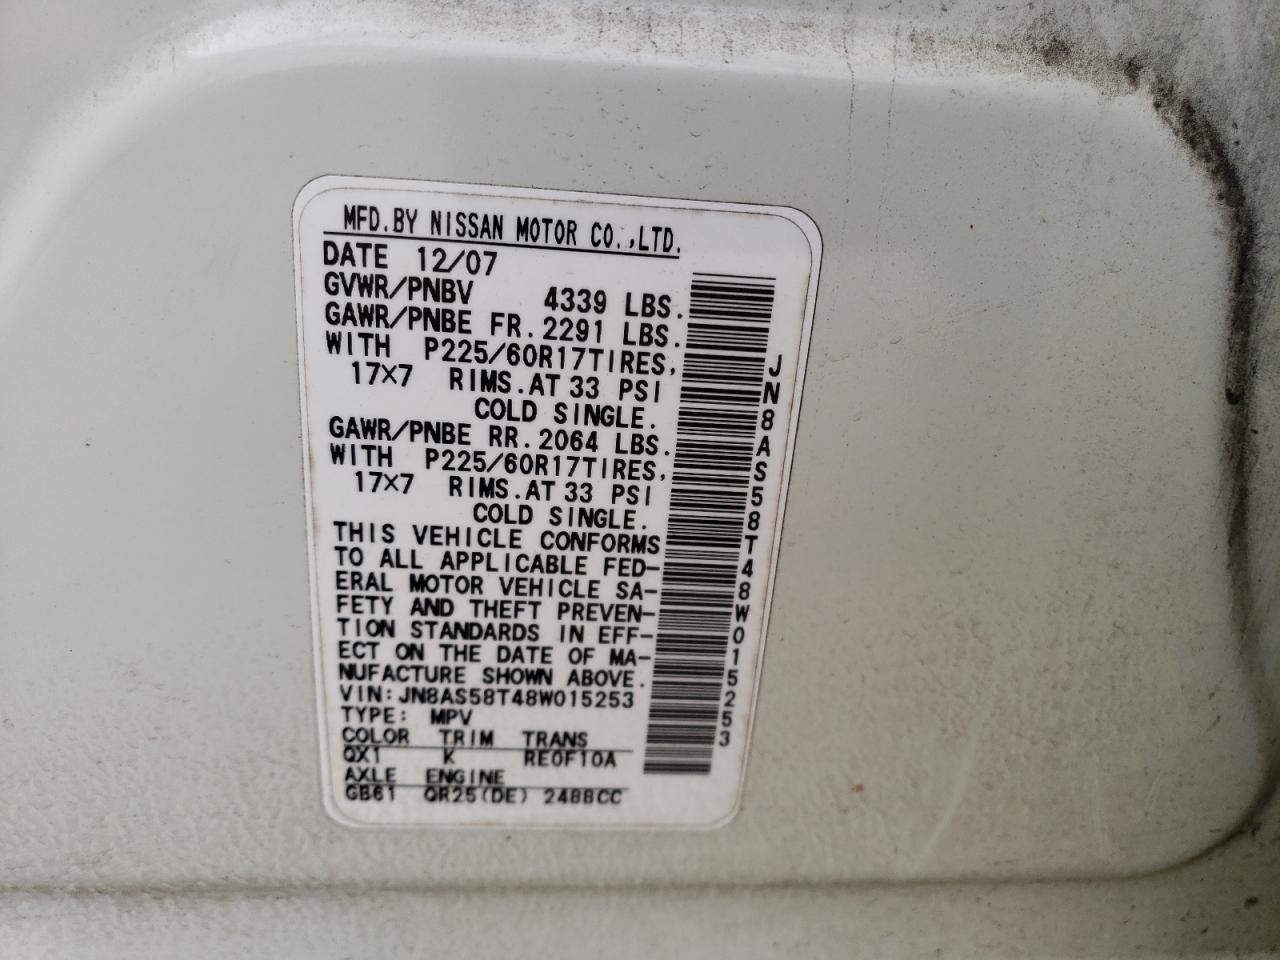 MFD.BY NISSAN MOTOR CO.,LTD.
DATE 12/07
GVWR/PNBV 4339 LBS.
GAWR/PNBE FR.2291 LBS.
WITH P225/60R17TIRES,
17×7 RIMS.AT 33 PSI
COLD SINGLE.
GAWR/PNBE RR.2064 LBS.
WITH P225/60R17TIRES,
17×7 RIMS.AT 33 PSI
COLD SINGLE.
THIS VEHICLE CONFORMS
TO ALL APPLICABLE FED-
ERAL MOTOR VEHICLE SA-
FETY AND THEFT PREVEN-
TION STANDARDS IN EFF-
ECT ON THE DATE OF MA-
NUFACTURE SHOWN ABOVE.
VIN:JN8AS58T48W015253
TYPE: MPV
COLOR TRIM TRANS
QX1 K RE0F10A
AXLE ENGINE
GB61 QR25(DE) 2488CC
JN8AS58T48W015253